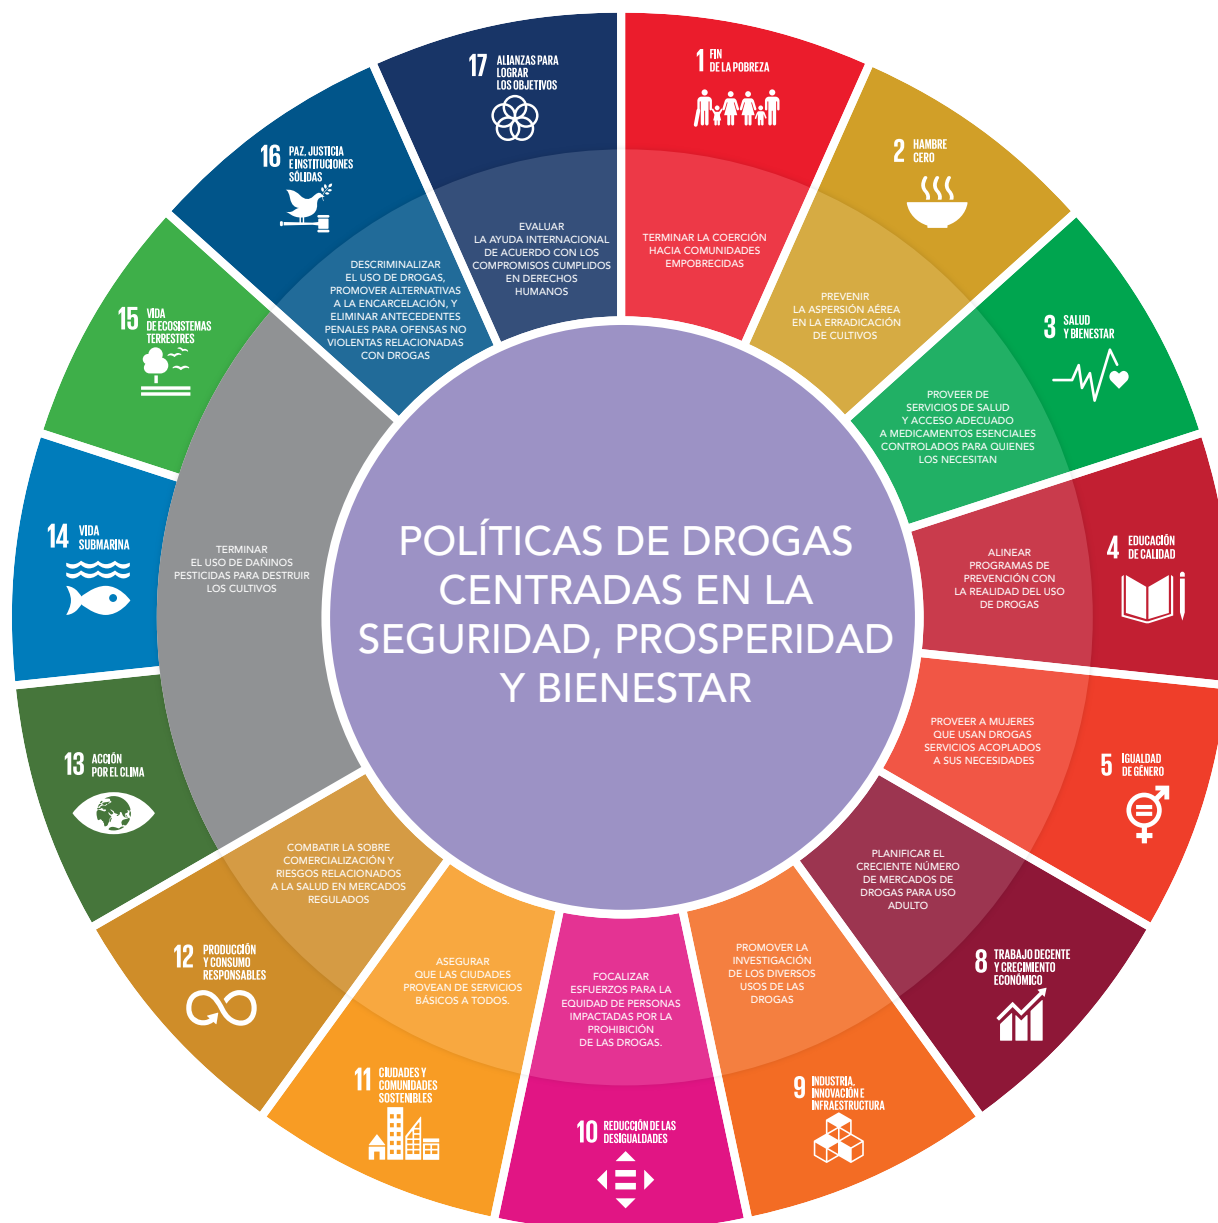 POLÍTICAS DE DROGAS
CENTRADAS EN LA
SEGURIDAD, PROSPERIDAD
Y BIENESTAR
1 FIN
DE LA POBREZA
TERMINAR LA COERCIÓN
HACIA COMUNIDADES
EMPOBRECIDAS
2 HAMBRE
CERO
PREVENIR
LA ASPERSIÓN AÉREA
EN LA ERRADICACIÓN
DE CULTIVOS
3 SALUD
Y BIENESTAR
PROVEER DE
SERVICIOS DE SALUD
Y ACCESO ADECUADO
A MEDICAMENTOS ESENCIALES
CONTROLADOS PARA QUIENES
LOS NECESITAN
4 EDUCACIÓN
DE CALIDAD
ALINEAR
PROGRAMAS DE
PREVENCIÓN CON
LA REALIDAD DEL USO
DE DROGAS
5 IGUALDAD
DE GÉNERO
PROVEER A MUJERES
QUE USAN DROGAS
SERVICIOS ACOPLADOS
A SUS NECESIDADES
8 TRABAJO DECENTE
Y CRECIMIENTO
ECONÓMICO
PLANIFICAR EL
CRECIENTE NÚMERO
DE MERCADOS DE
DROGAS PARA USO
ADULTO
9 INDUSTRIA,
INNOVACIÓN E
INFRAESTRUCTURA
PROMOVER LA
INVESTIGACIÓN
DE LOS DIVERSOS
USOS DE LAS
DROGAS
10 REDUCCIÓN DE LAS
DESIGUALDADES
FOCALIZAR
ESFUERZOS PARA LA
EQUIDAD DE PERSONAS
IMPACTADAS POR LA
PROHIBICIÓN
DE LAS DROGAS.
11 CIUDADES Y
COMUNIDADES
SOSTENIBLES
ASEGURAR
QUE LAS CIUDADES
PROVEAN DE SERVICIOS
BÁSICOS A TODOS.
12 PRODUCCIÓN
Y CONSUMO
RESPONSABLES
COMBATIR LA SOBRE
COMERCIALIZACIÓN Y
RIESGOS RELACIONADOS
A LA SALUD EN MERCADOS
REGULADOS
13 ACCIÓN
POR EL CLIMA
14 VIDA
SUBMARINA
15 VIDA
DE ECOSISTEMAS
TERRESTRES
TERMINAR
EL USO DE DAÑINOS
PESTICIDAS PARA DESTRUIR
LOS CULTIVOS
16 PAZ, JUSTICIA
E INSTITUCIONES
SÓLIDAS
DESCRIMINALIZAR
EL USO DE DROGAS,
PROMOVER ALTERNATIVAS
A LA ENCARCELACIÓN, Y
ELIMINAR ANTECEDENTES
PENALES PARA OFENSAS NO
VIOLENTAS RELACIONADAS
CON DROGAS
17 ALIANZAS PARA
LOGRAR
LOS OBJETIVOS
EVALUAR
LA AYUDA INTERNACIONAL
DE ACUERDO CON LOS
COMPROMISOS CUMPLIDOS
EN DERECHOS
HUMANOS